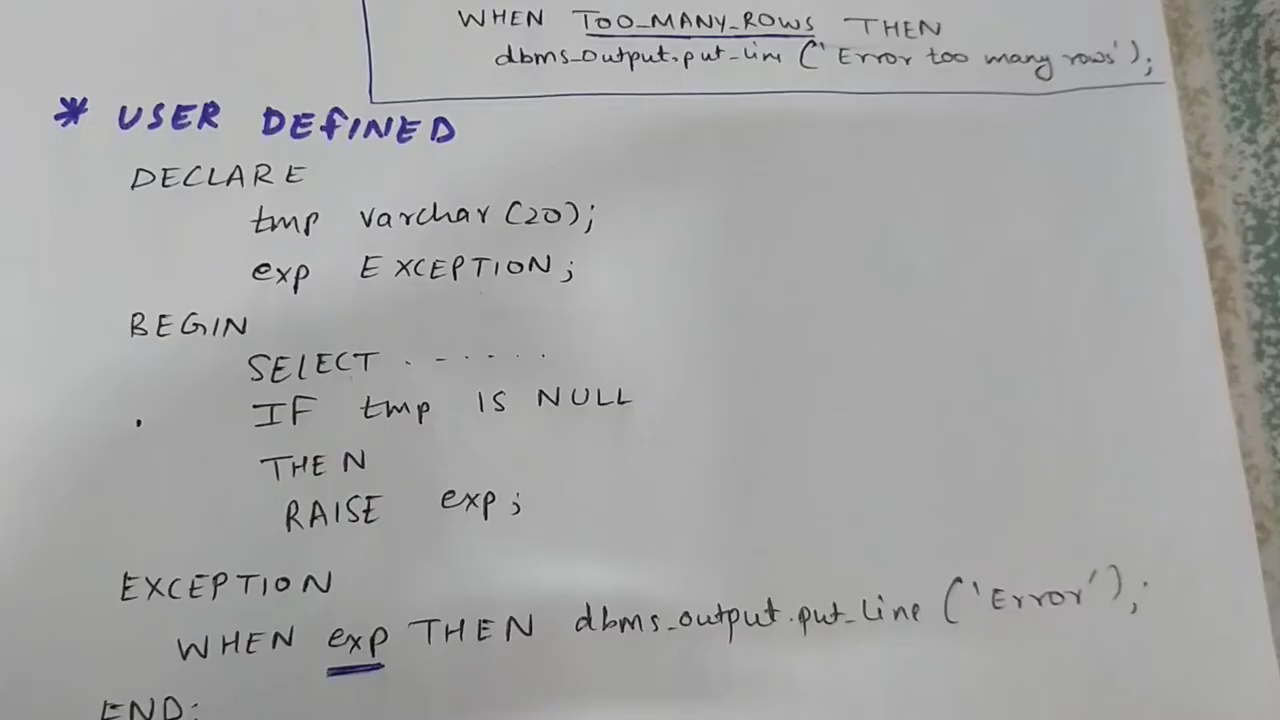 WHEN TOO_MANY_ROWS THEN
dbms_output.put_line ('Error too many rows');
* USER DEFINED
DECLARE
tmp varchar (20);
exp EXCEPTION;
BEGIN
SELECT . - . . . .
IF tmp IS NULL
THEN
RAISE exp;
EXCEPTION
WHEN exp THEN dbms_output.put_line ('Error');
END;